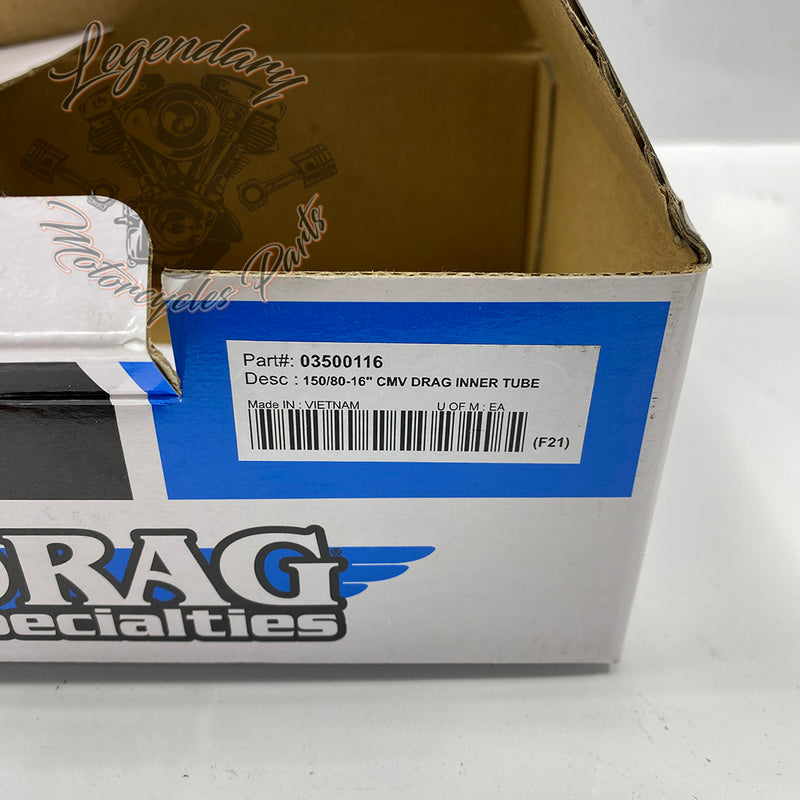 Legendary
Motorcycles Parts
Part#: 03500116
Desc : 150/80-16" CMV DRAG INNER TUBE
Made IN : VIETNAM U OF M : EA
(F21)
RAG®
pecialties